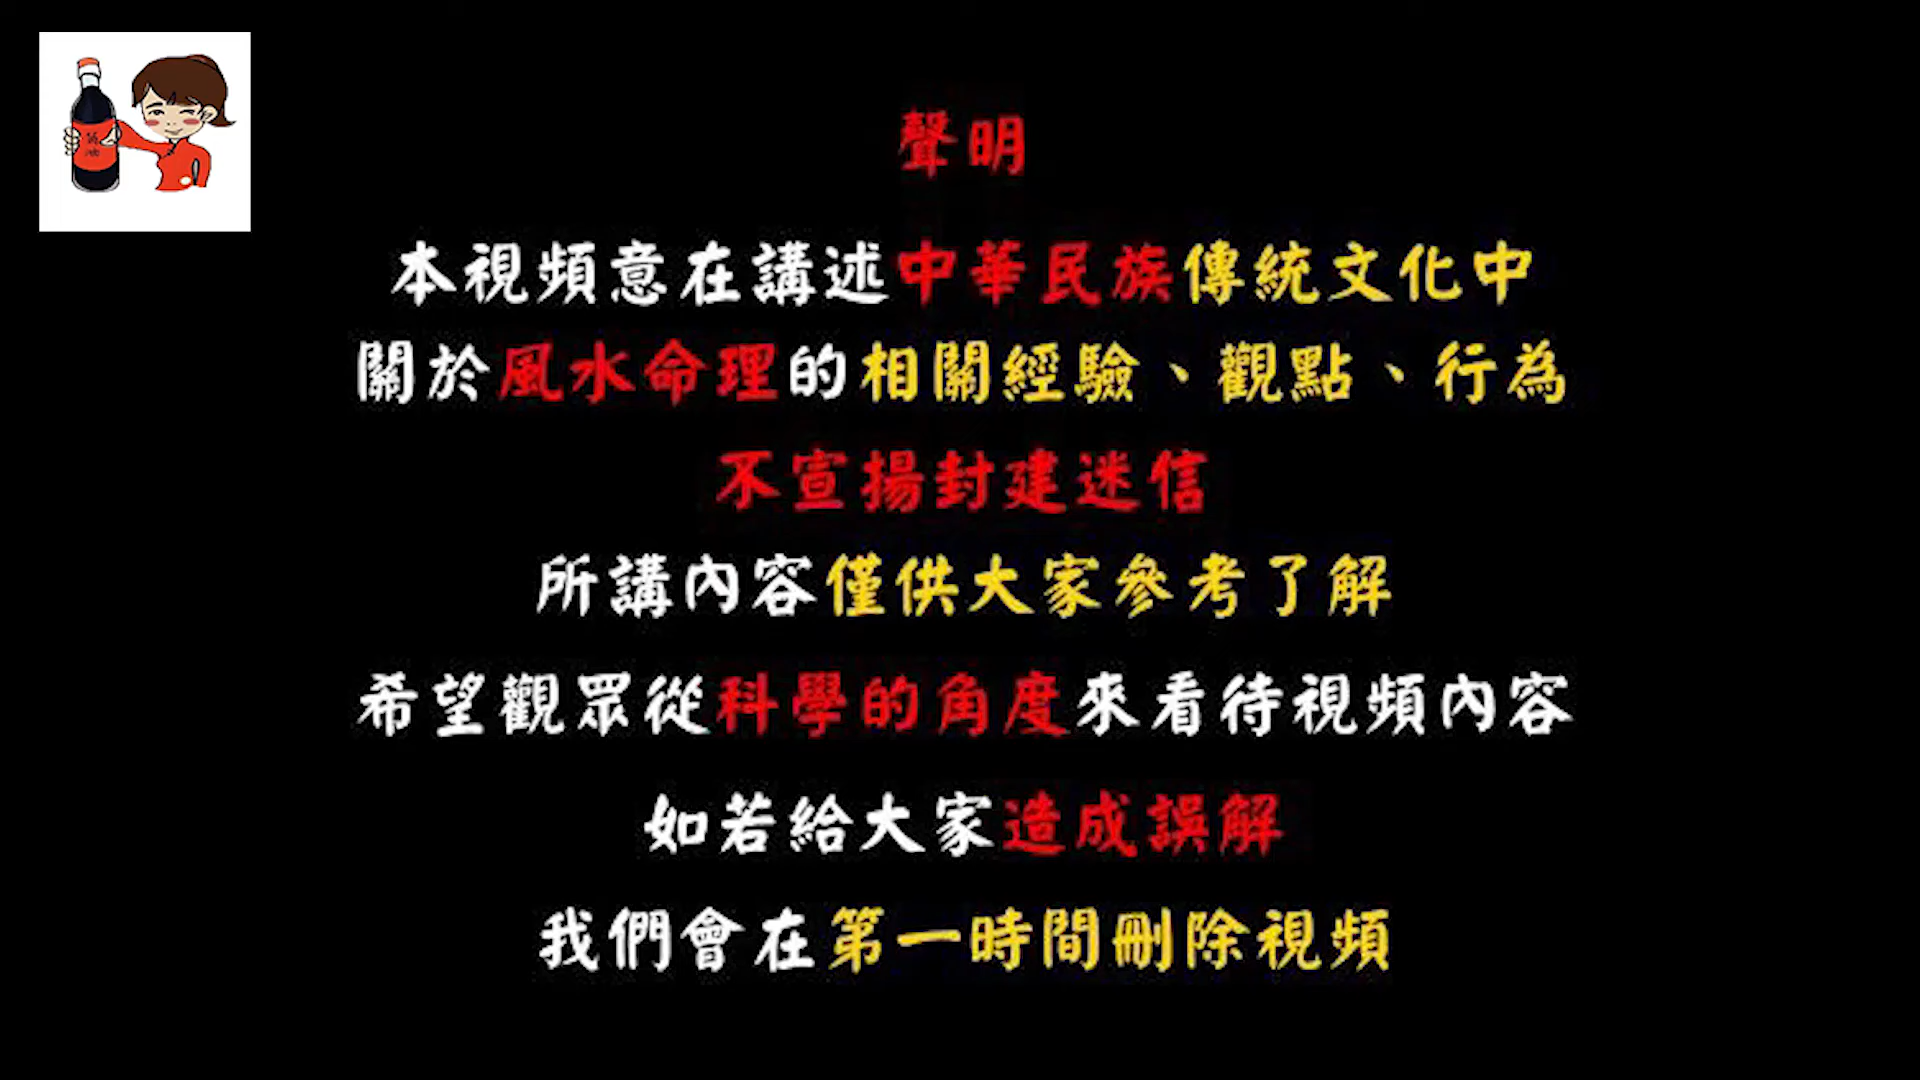 聲明
本視頻意在講述中華民族傳統文化中
關於風水命理的相關經驗、觀點、行為
不宣揚封建迷信
所講內容僅供大家參考了解
希望觀眾從科學的角度來看待視頻內容
如若給大家造成誤解
我們會在第一時間刪除視頻